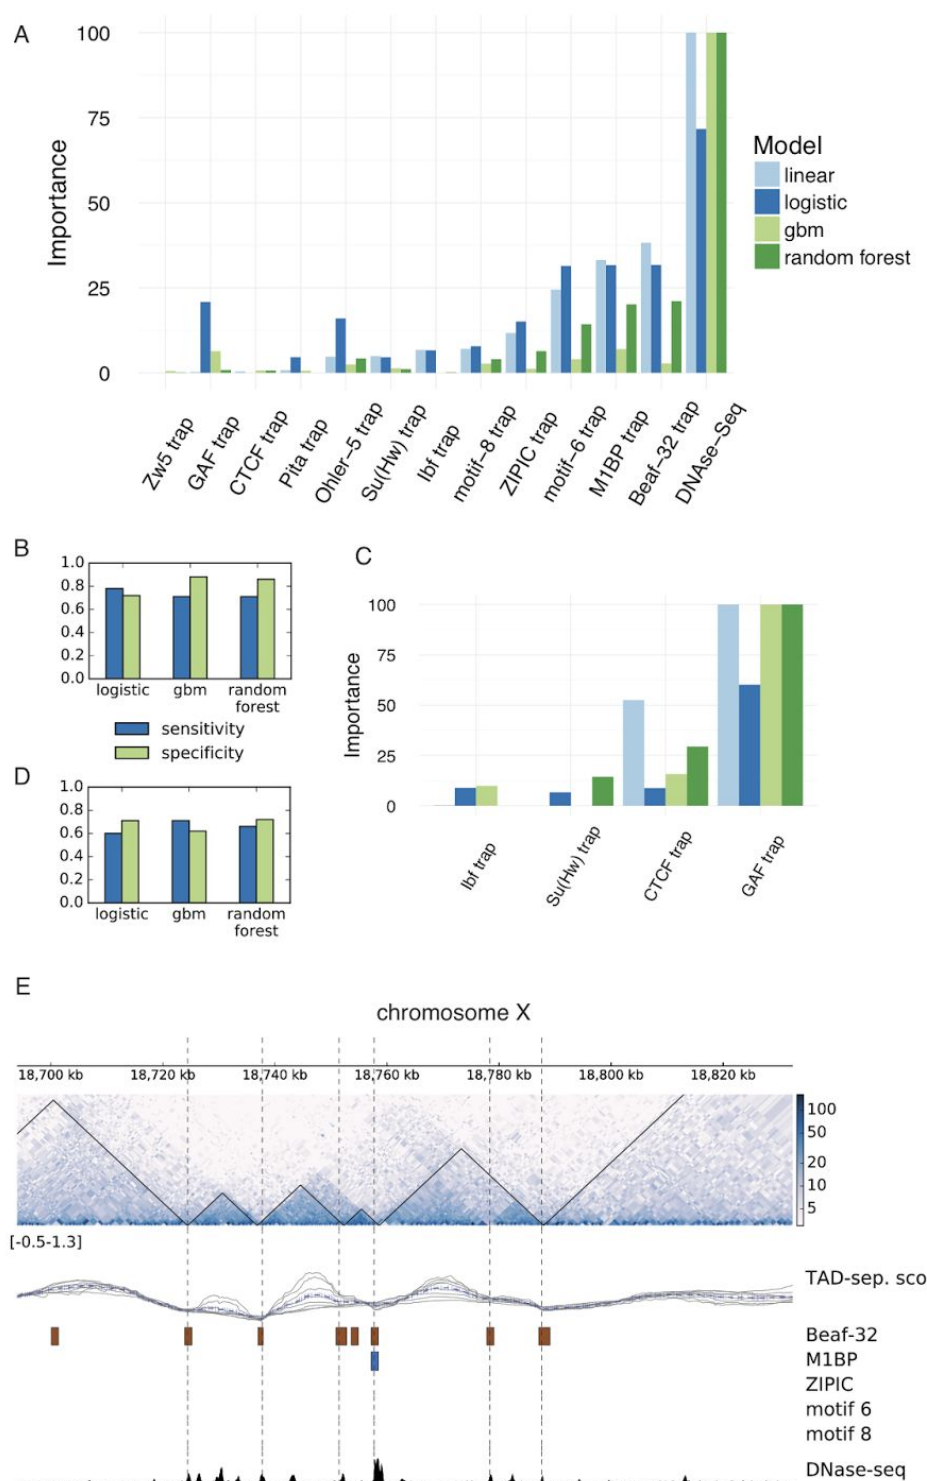 A
100
75
50
25
0
Importance
Model
linear
logistic
gbm
random forest
Zw5 trap
GAF trap
CTCF trap
Pita trap
Ohler-5 trap
Su(Hw) trap
Ibf trap
motif-8 trap
ZIPIC trap
motif-6 trap
M1BP trap
Beaf-32 trap
DNAse-Seq
B
1.0
0.8
0.6
0.4
0.2
0.0
logistic gbm random
forest
sensitivity
specificity
C
100
75
50
25
0
Importance
Ibf trap
Su(Hw) trap
CTCF trap
GAF trap
D
1.0
0.8
0.6
0.4
0.2
0.0
logistic gbm random
forest
E
chromosome X
18,700 kb 18,720 kb 18,740 kb 18,760 kb 18,780 kb 18,800 kb 18,820 kb
100
50
20
10
5
[-0.5-1.3]
TAD-sep. sco
Beaf-32
M1BP
ZIPIC
motif 6
motif 8
DNase-seq